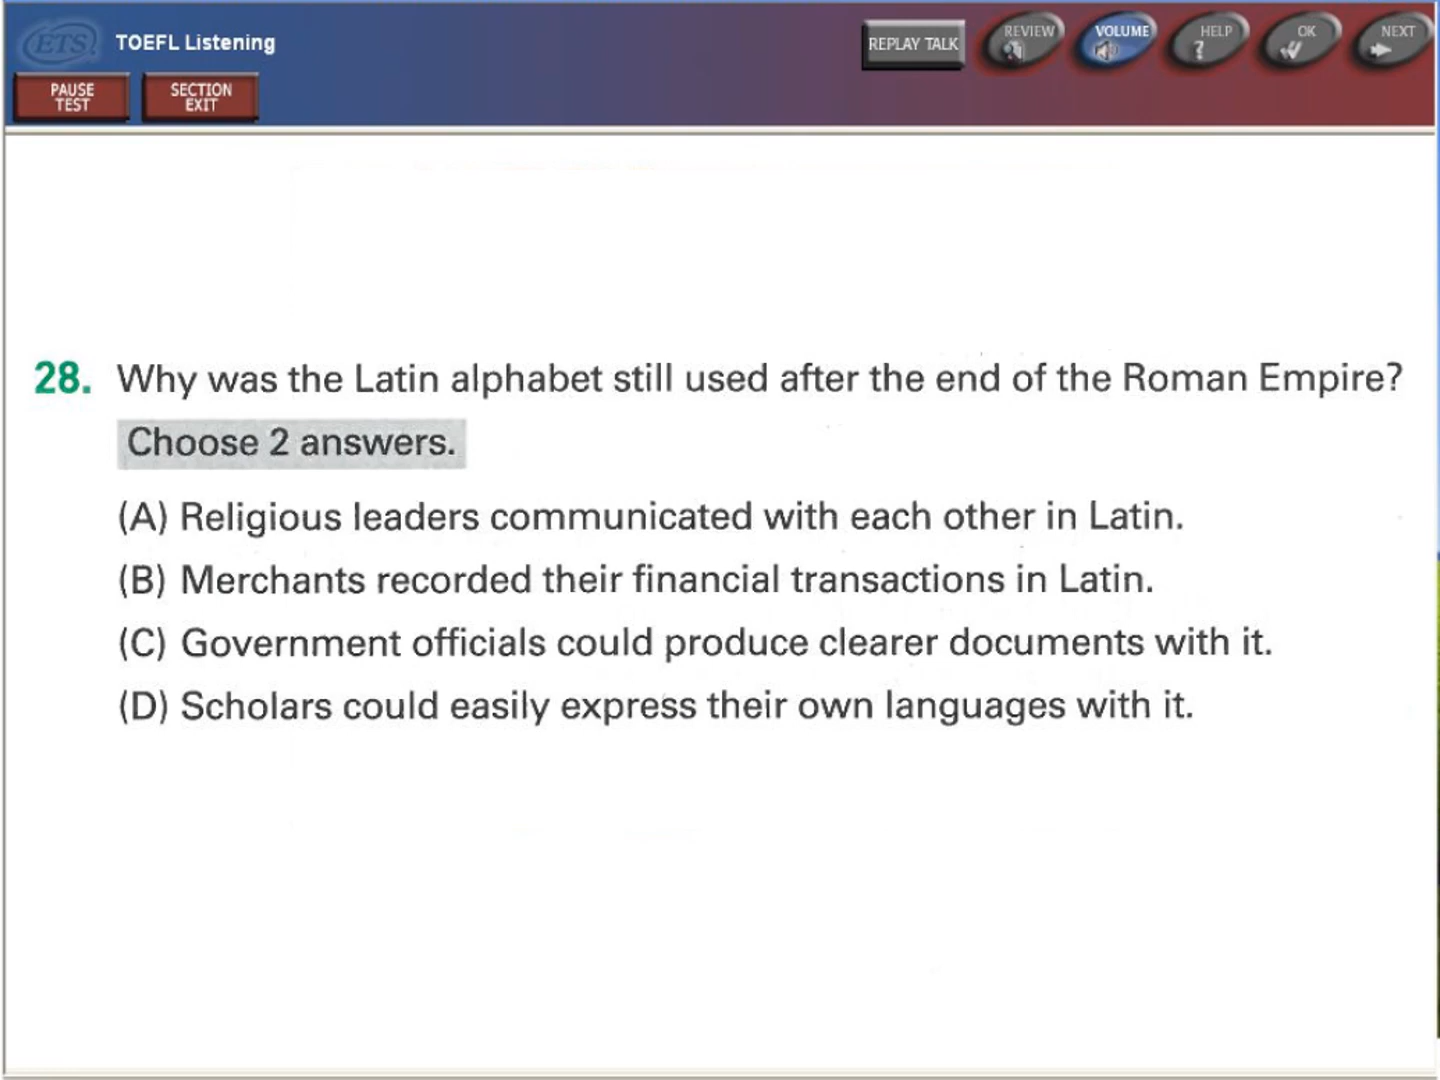 ETS TOEFL Listening
REPLAY TALK
REVIEW
VOLUME
HELP
?
OK
NEXT
PAUSE
TEST
SECTION
EXIT
28. Why was the Latin alphabet still used after the end of the Roman Empire?
Choose 2 answers.
(A) Religious leaders communicated with each other in Latin.
(B) Merchants recorded their financial transactions in Latin.
(C) Government officials could produce clearer documents with it.
(D) Scholars could easily express their own languages with it.